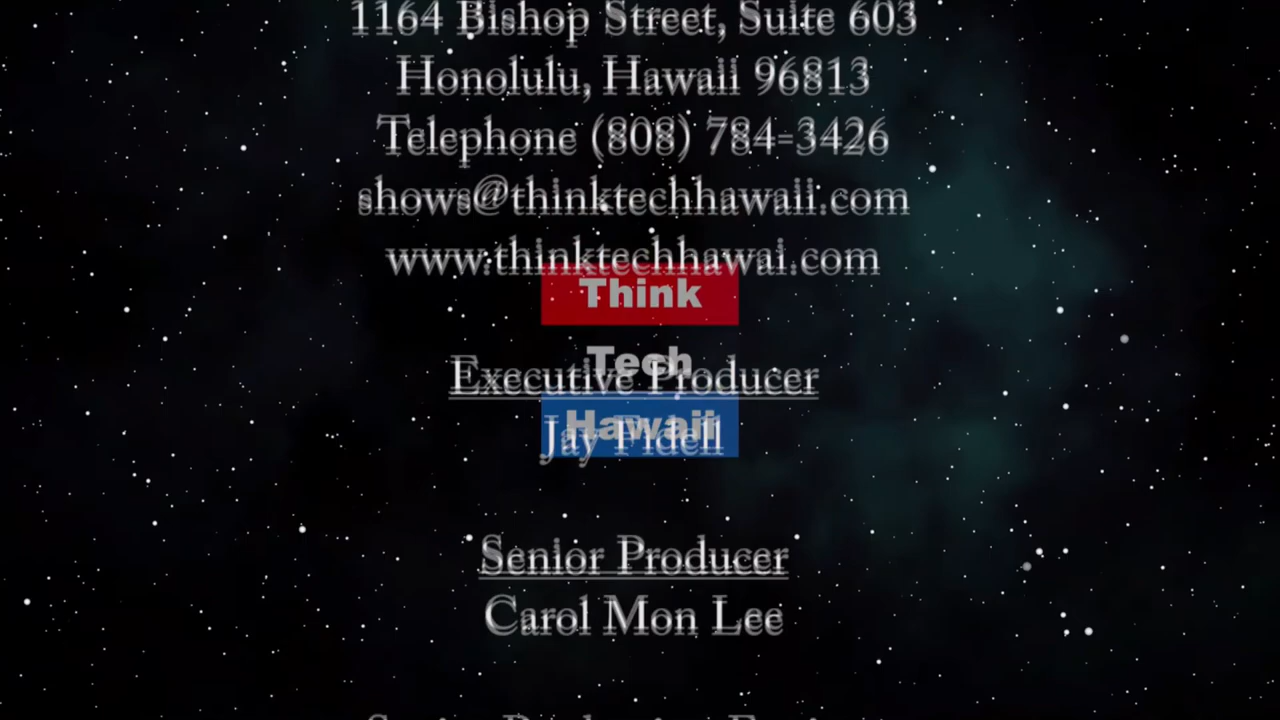 1164 Bishop Street, Suite 603
Honolulu, Hawaii 96813
Telephone (808) 784-3426
shows@thinktechhawaii.com
www.thinktechhawai.com
Think
Tech
Executive Producer
Hawaii
Jay Fidell
Senior Producer
Carol Mon Lee